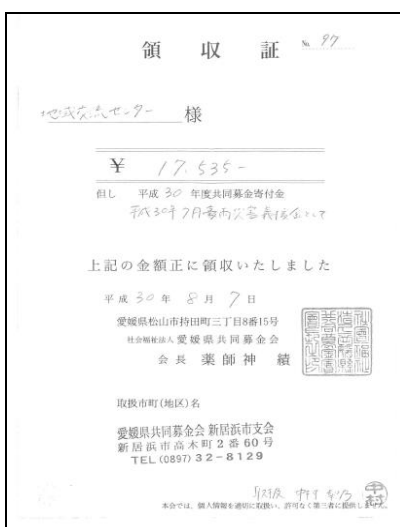 領収証 No. 97
地域交流センター 様
¥ 17,535-
但し 平成 30 年度共同募金寄付金
平成30年7月豪雨災害義援金として
上記の金額正に領収いたしました
平成 30 年 8 月 7 日
愛媛県松山市持田町三丁目8番15号
社会福祉法人 愛媛県共同募金会
会長 薬師神 績
取扱市町(地区)名
愛媛県共同募金会 新居浜市支会
新居浜市高木町2番60号
TEL (0897) 32-8129
取扱
中村
本会では、個人情報を適切に取扱い、許可なく第三者に提供しません。